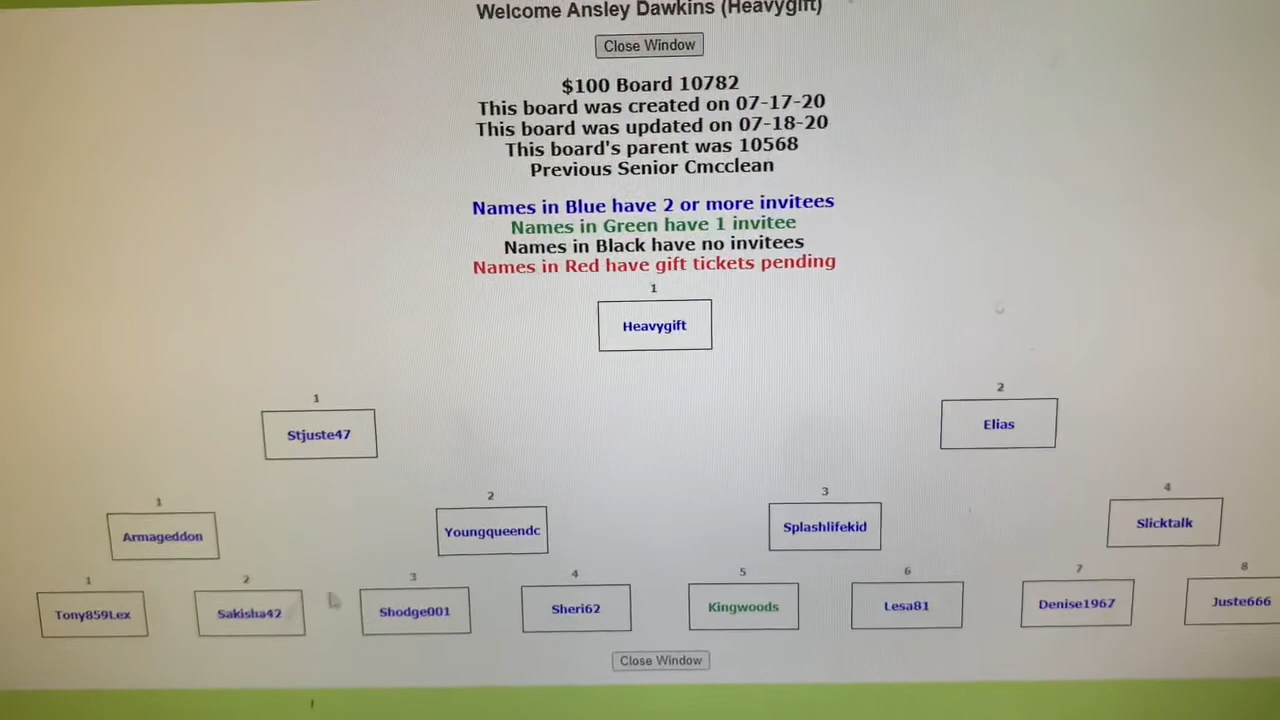 Welcome Ansley Dawkins (Heavygift)
Close Window
$100 Board 10782
This board was created on 07-17-20
This board was updated on 07-18-20
This board's parent was 10568
Previous Senior Cmcclean
Names in Blue have 2 or more invitees
Names in Green have 1 invitee
Names in Black have no invitees
Names in Red have gift tickets pending
1
Heavygift
1 2
Stjuste47 Elias
1 2 3 4
Armageddon Youngqueendc Splashlifekid Slicktalk
1 2 3 4 5 6 7 8
Tony859Lex Sakisha42 Shodge001 Sheri62 Kingwoods Lesa81 Denise1967 Juste666
Close Window